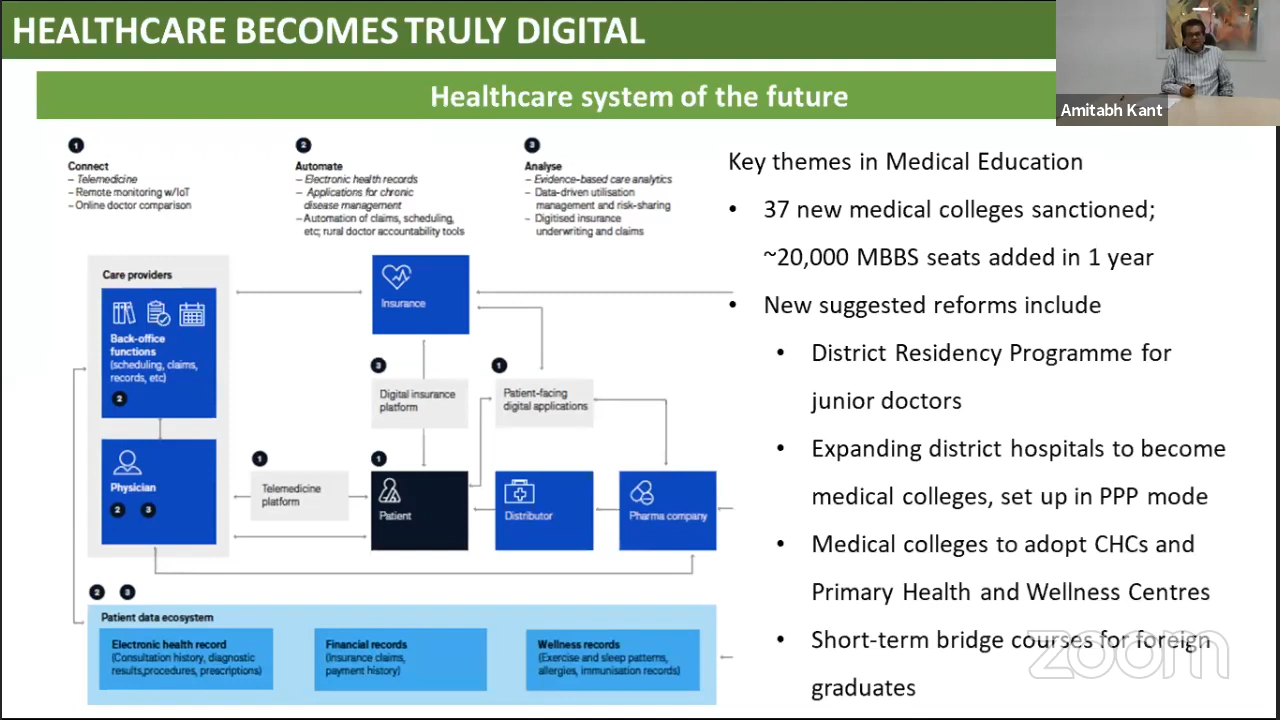 HEALTHCARE BECOMES TRULY DIGITAL
Amitabh Kant
Healthcare system of the future
1
Connect
– Telemedicine
– Remote monitoring w/IoT
– Online doctor comparison
2
Automate
– Electronic health records
– Applications for chronic
disease management
– Automation of claims, scheduling,
etc; rural doctor accountability tools
3
Analyse
– Evidence-based care analytics
– Data-driven utilisation
management and risk-sharing
– Digitised insurance
underwriting and claims
Care providers
Back-office
functions
(scheduling, claims,
records, etc)
2
Physician
2 3
Insurance
3
Digital insurance
platform
1
Patient-facing
digital applications
1
Telemedicine
platform
1
Patient
Distributor
Pharma company
2 3
Patient data ecosystem
Electronic health record
(Consultation history, diagnostic
results,procedures, prescriptions)
Financial records
(Insurance claims,
payment history)
Wellness records
(Exercise and sleep patterns,
allergies, immunisation records)
Key themes in Medical Education
• 37 new medical colleges sanctioned;
~20,000 MBBS seats added in 1 year
• New suggested reforms include
• District Residency Programme for
junior doctors
• Expanding district hospitals to become
medical colleges, set up in PPP mode
• Medical colleges to adopt CHCs and
Primary Health and Wellness Centres
• Short-term bridge courses for foreign
graduates
zoom